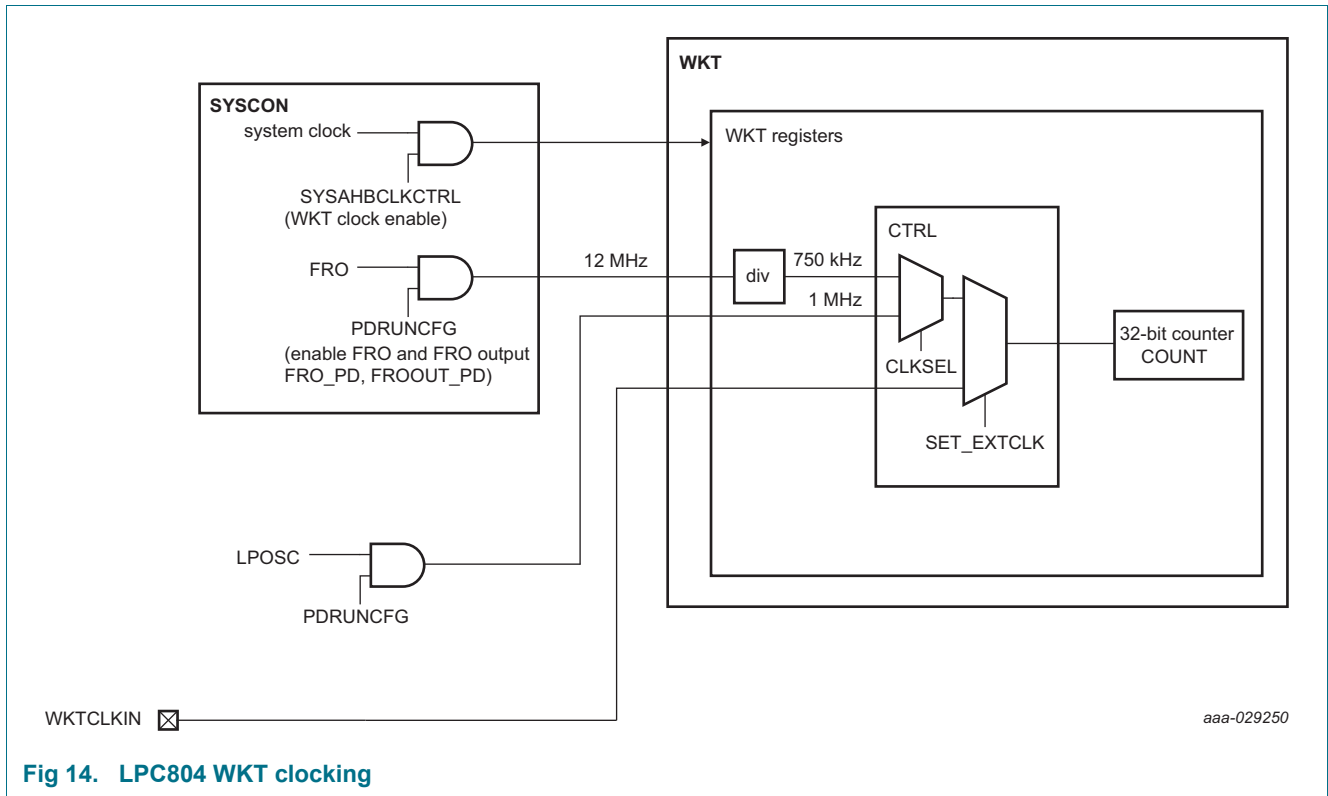 WKT
SYSCON
system clock
SYSAHBCLKCTRL
(WKT clock enable)
WKT registers
CTRL
FRO
12 MHz
div
750 kHz
1 MHz
PDRUNCFG
(enable FRO and FRO output
FRO_PD, FROOUT_PD)
CLKSEL
SET_EXTCLK
32-bit counter
COUNT
LPOSC
PDRUNCFG
WKTCLKIN
aaa-029250
Fig 14. LPC804 WKT clocking